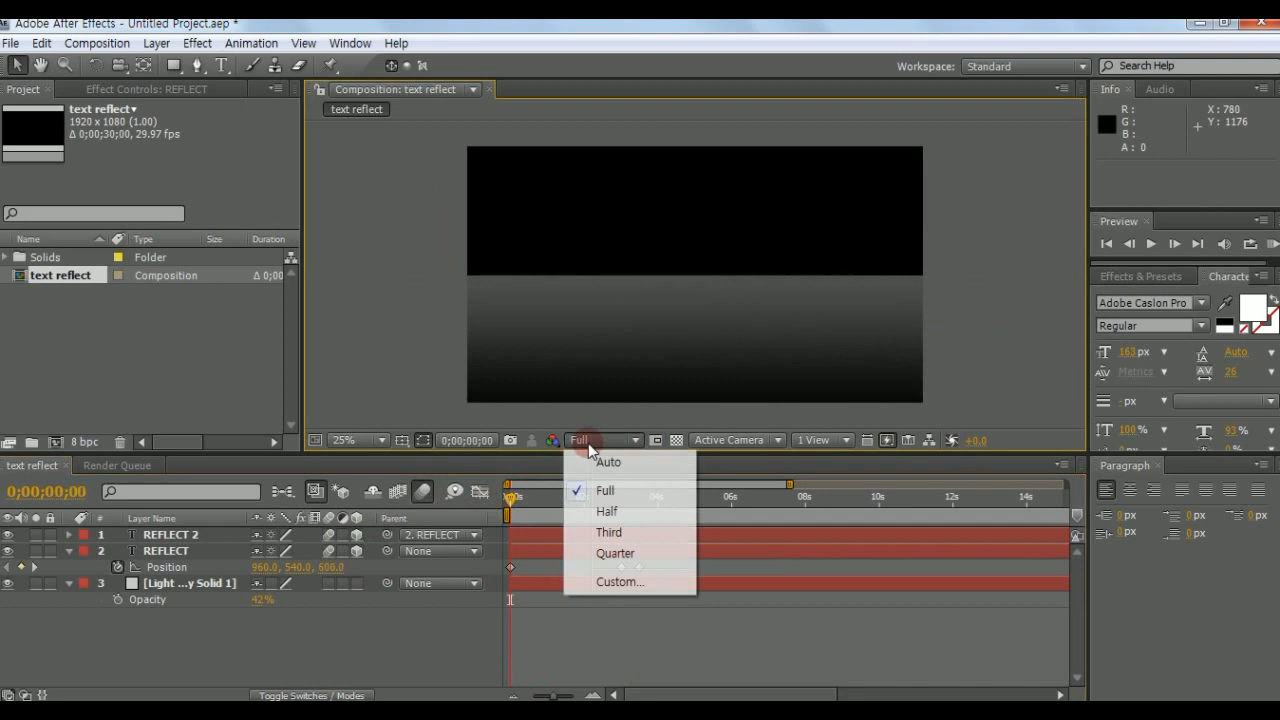 Adobe After Effects - Untitled Project.aep *
File Edit Composition Layer Effect Animation View Window Help
Workspace: Standard
Search Help
Project
Effect Controls: REFLECT
text reflect▾
1920 x 1080 (1.00)
Δ 0;00;30;00, 29.97 fps
Name Type Size Duration
Solids Folder
text reflect Composition Δ 0;00
8 bpc
Composition: text reflect
text reflect
25%
0;00;00;00
Full
Active Camera
1 View
+0.0
Auto
Full
Half
Third
Quarter
Custom...
Info Audio
R :
G :
B :
A : 0
X : 780
Y : 1176
Preview
Effects & Presets
Characte
Adobe Caslon Pro
Regular
163 px
Auto
Metrics
26
- px
100 %
93 %
text reflect
Render Queue
0;00;00;00
04s 06s 08s 10s 12s 14s
# Layer Name Parent
1 T REFLECT 2 2. REFLECT
2 T REFLECT None
Position 960.0, 540.0, 600.0
3 [Light ...y Solid 1] None
Opacity 42%
Toggle Switches / Modes
Paragraph
0 px 0 px 0 px
0 px 0 px